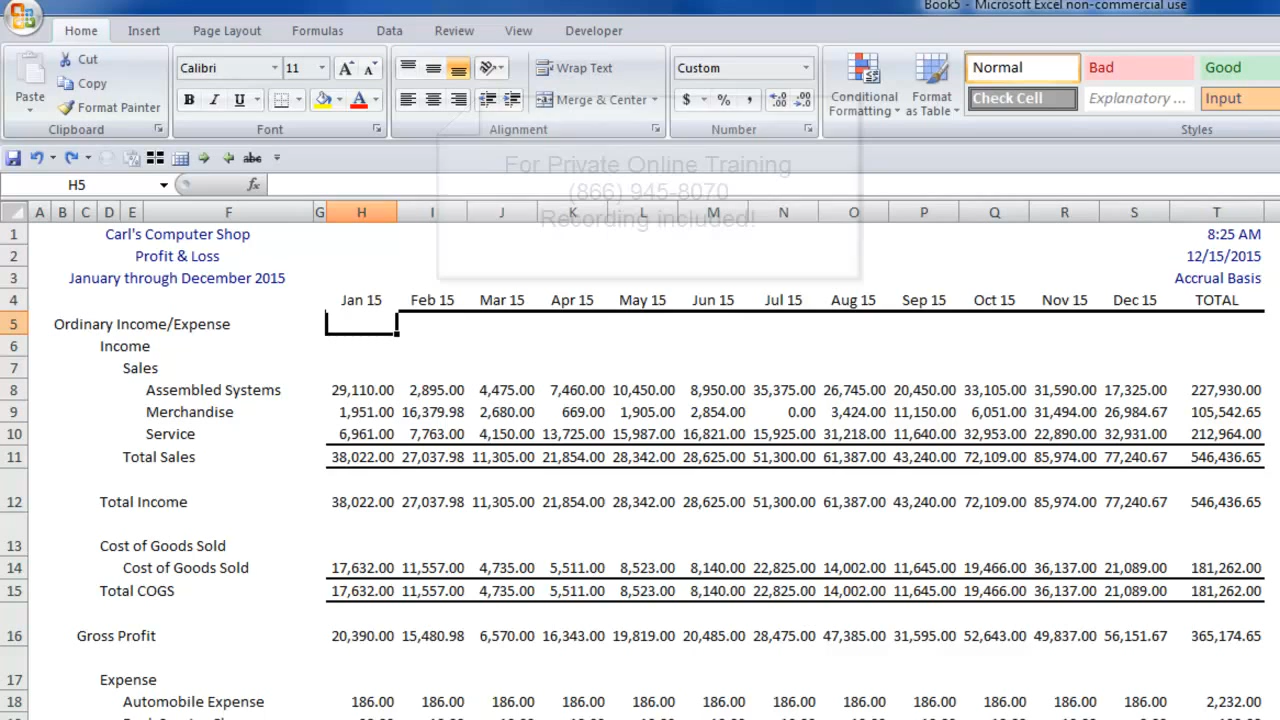 Book5 - Microsoft Excel non-commercial use
Home Insert Page Layout Formulas Data Review View Developer
Paste Cut Copy Format Painter
Clipboard
Calibri 11
B I U
Font
Wrap Text
Merge & Center
Alignment
Custom
$ % ,
Number
Conditional Formatting
Format as Table
Normal Bad Good
Check Cell Explanatory ... Input
Styles
For Private Online Training
(866) 945-8070
Recording included!
H5 fx
A B C D E F G H I J K L M N O P Q R S T
1 Carl's Computer Shop 8:25 AM
2 Profit & Loss 12/15/2015
3 January through December 2015 Accrual Basis
4 Jan 15 Feb 15 Mar 15 Apr 15 May 15 Jun 15 Jul 15 Aug 15 Sep 15 Oct 15 Nov 15 Dec 15 TOTAL
5 Ordinary Income/Expense
6 Income
7 Sales
8 Assembled Systems 29,110.00 2,895.00 4,475.00 7,460.00 10,450.00 8,950.00 35,375.00 26,745.00 20,450.00 33,105.00 31,590.00 17,325.00 227,930.00
9 Merchandise 1,951.00 16,379.98 2,680.00 669.00 1,905.00 2,854.00 0.00 3,424.00 11,150.00 6,051.00 31,494.00 26,984.67 105,542.65
10 Service 6,961.00 7,763.00 4,150.00 13,725.00 15,987.00 16,821.00 15,925.00 31,218.00 11,640.00 32,953.00 22,890.00 32,931.00 212,964.00
11 Total Sales 38,022.00 27,037.98 11,305.00 21,854.00 28,342.00 28,625.00 51,300.00 61,387.00 43,240.00 72,109.00 85,974.00 77,240.67 546,436.65
12 Total Income 38,022.00 27,037.98 11,305.00 21,854.00 28,342.00 28,625.00 51,300.00 61,387.00 43,240.00 72,109.00 85,974.00 77,240.67 546,436.65
13 Cost of Goods Sold
14 Cost of Goods Sold 17,632.00 11,557.00 4,735.00 5,511.00 8,523.00 8,140.00 22,825.00 14,002.00 11,645.00 19,466.00 36,137.00 21,089.00 181,262.00
15 Total COGS 17,632.00 11,557.00 4,735.00 5,511.00 8,523.00 8,140.00 22,825.00 14,002.00 11,645.00 19,466.00 36,137.00 21,089.00 181,262.00
16 Gross Profit 20,390.00 15,480.98 6,570.00 16,343.00 19,819.00 20,485.00 28,475.00 47,385.00 31,595.00 52,643.00 49,837.00 56,151.67 365,174.65
17 Expense
18 Automobile Expense 186.00 186.00 186.00 186.00 186.00 186.00 186.00 186.00 186.00 186.00 186.00 186.00 2,232.00